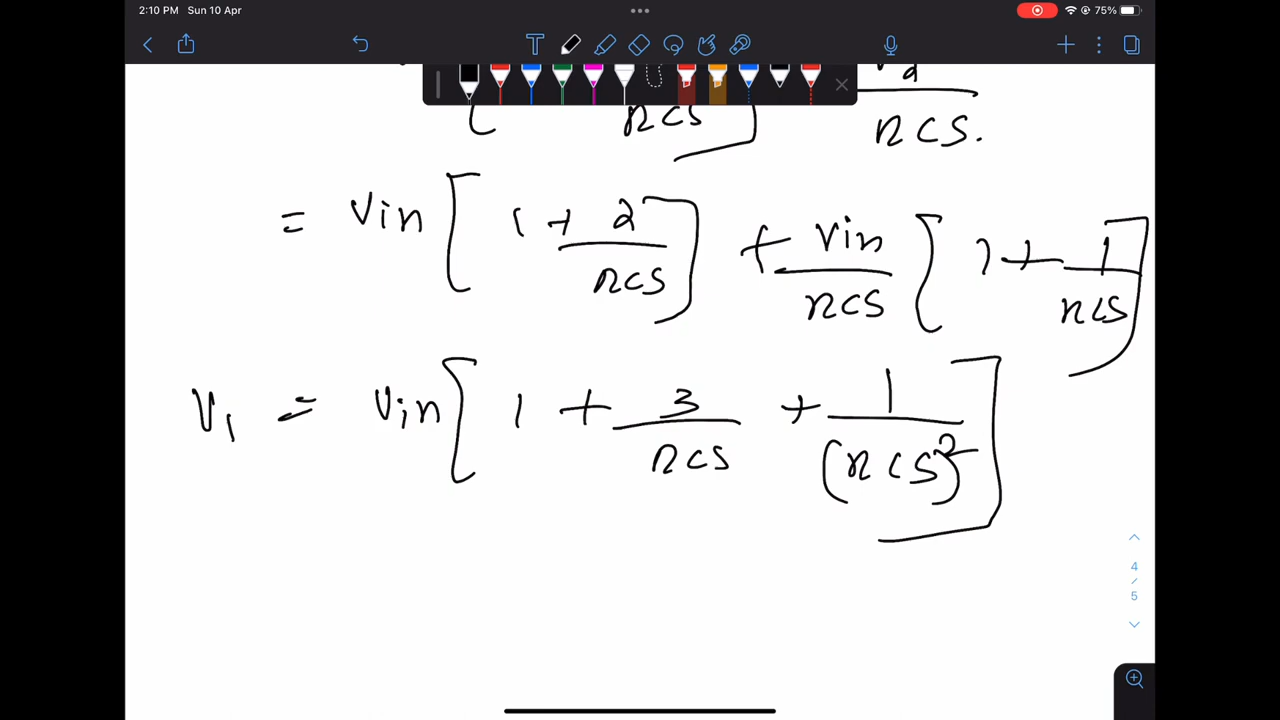 2:10 PM Sun 10 Apr
75%
RCS RCS.
= Vin [ 1 + 2/RCS ] + Vin/RCS [ 1 + 1/RCS ]
V1 = Vin [ 1 + 3/RCS + 1/(RCS)² ]
4
/
5